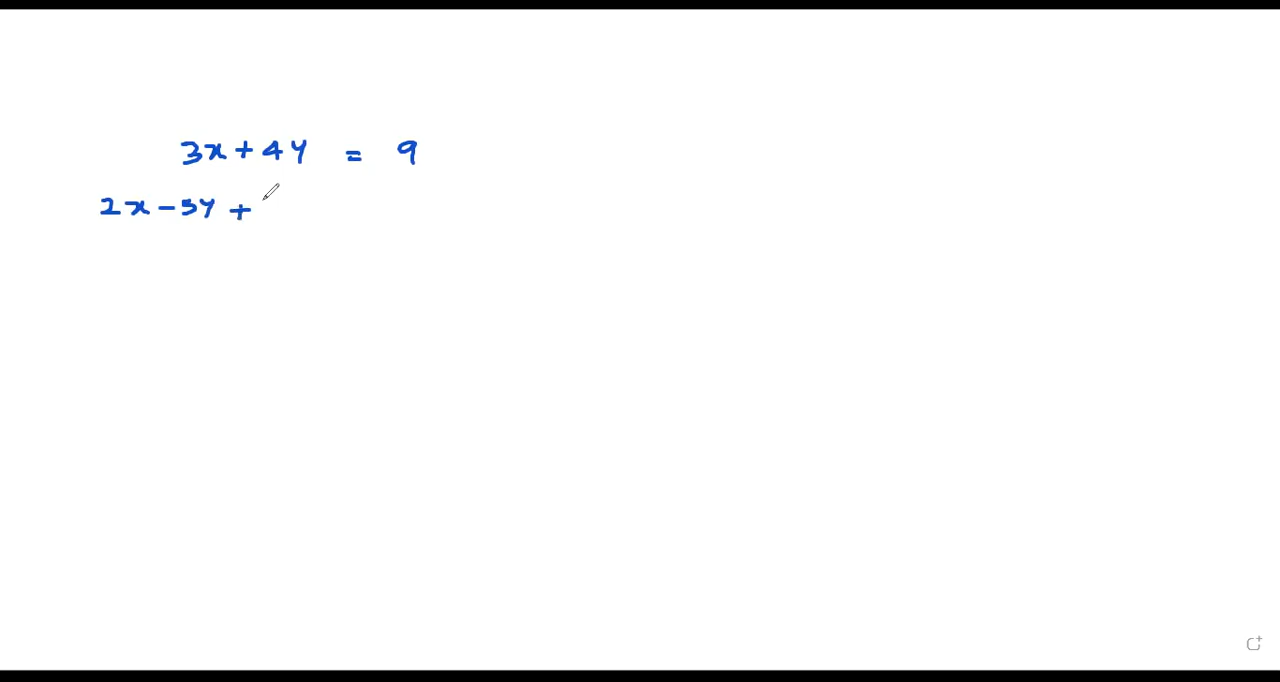 3x + 4y = 9
2x - 5y +